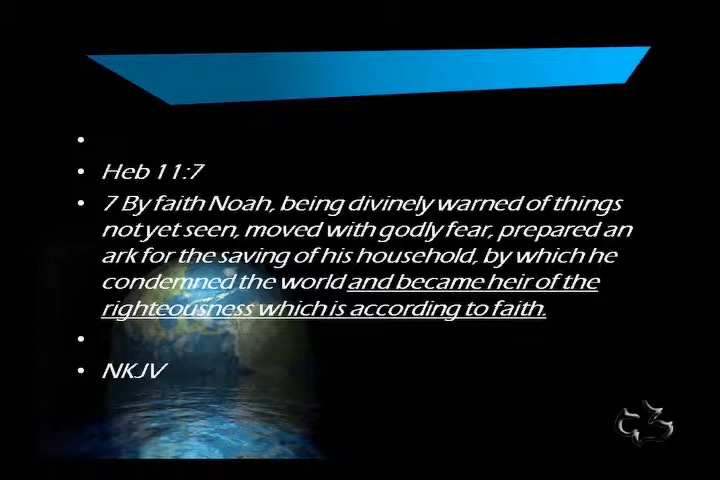 Heb 11:7
7 By faith Noah, being divinely warned of things
not yet seen, moved with godly fear, prepared an
ark for the saving of his household, by which he
condemned the world and became heir of the
righteousness which is according to faith.
NKJV
c3